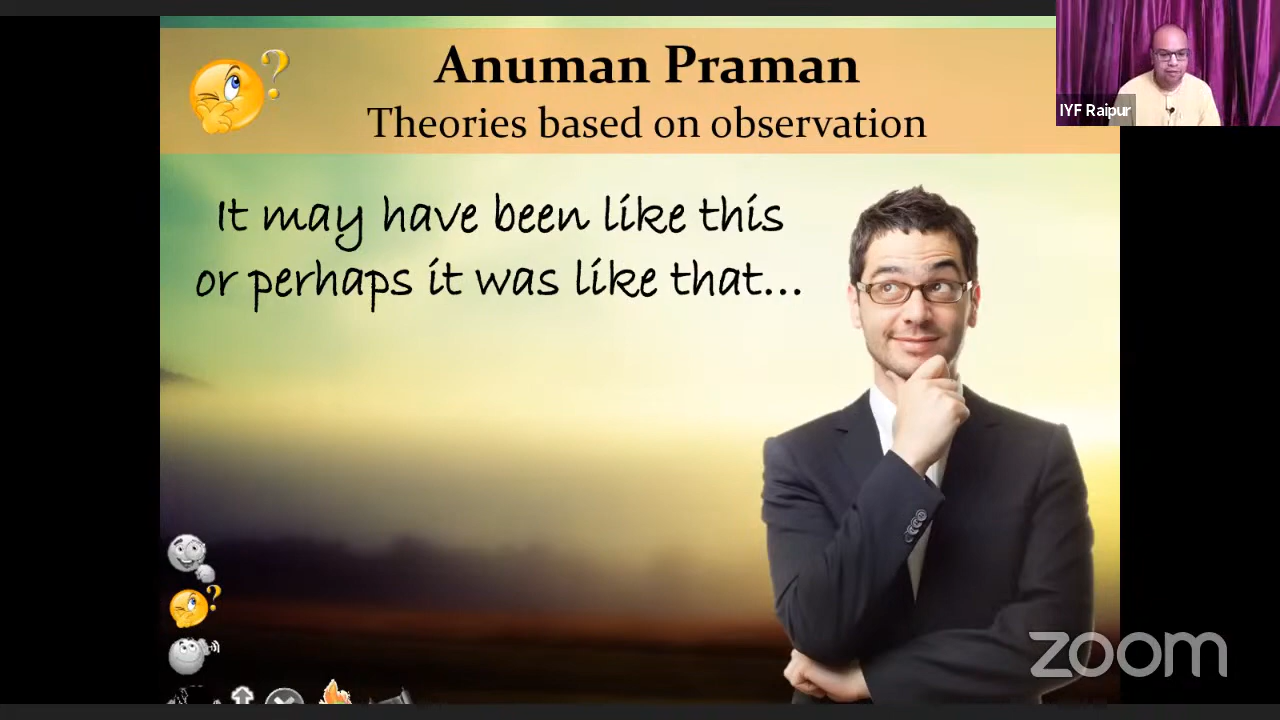 Anuman Praman
Theories based on observation
IYF Raipur
It may have been like this
or perhaps it was like that...
zoom